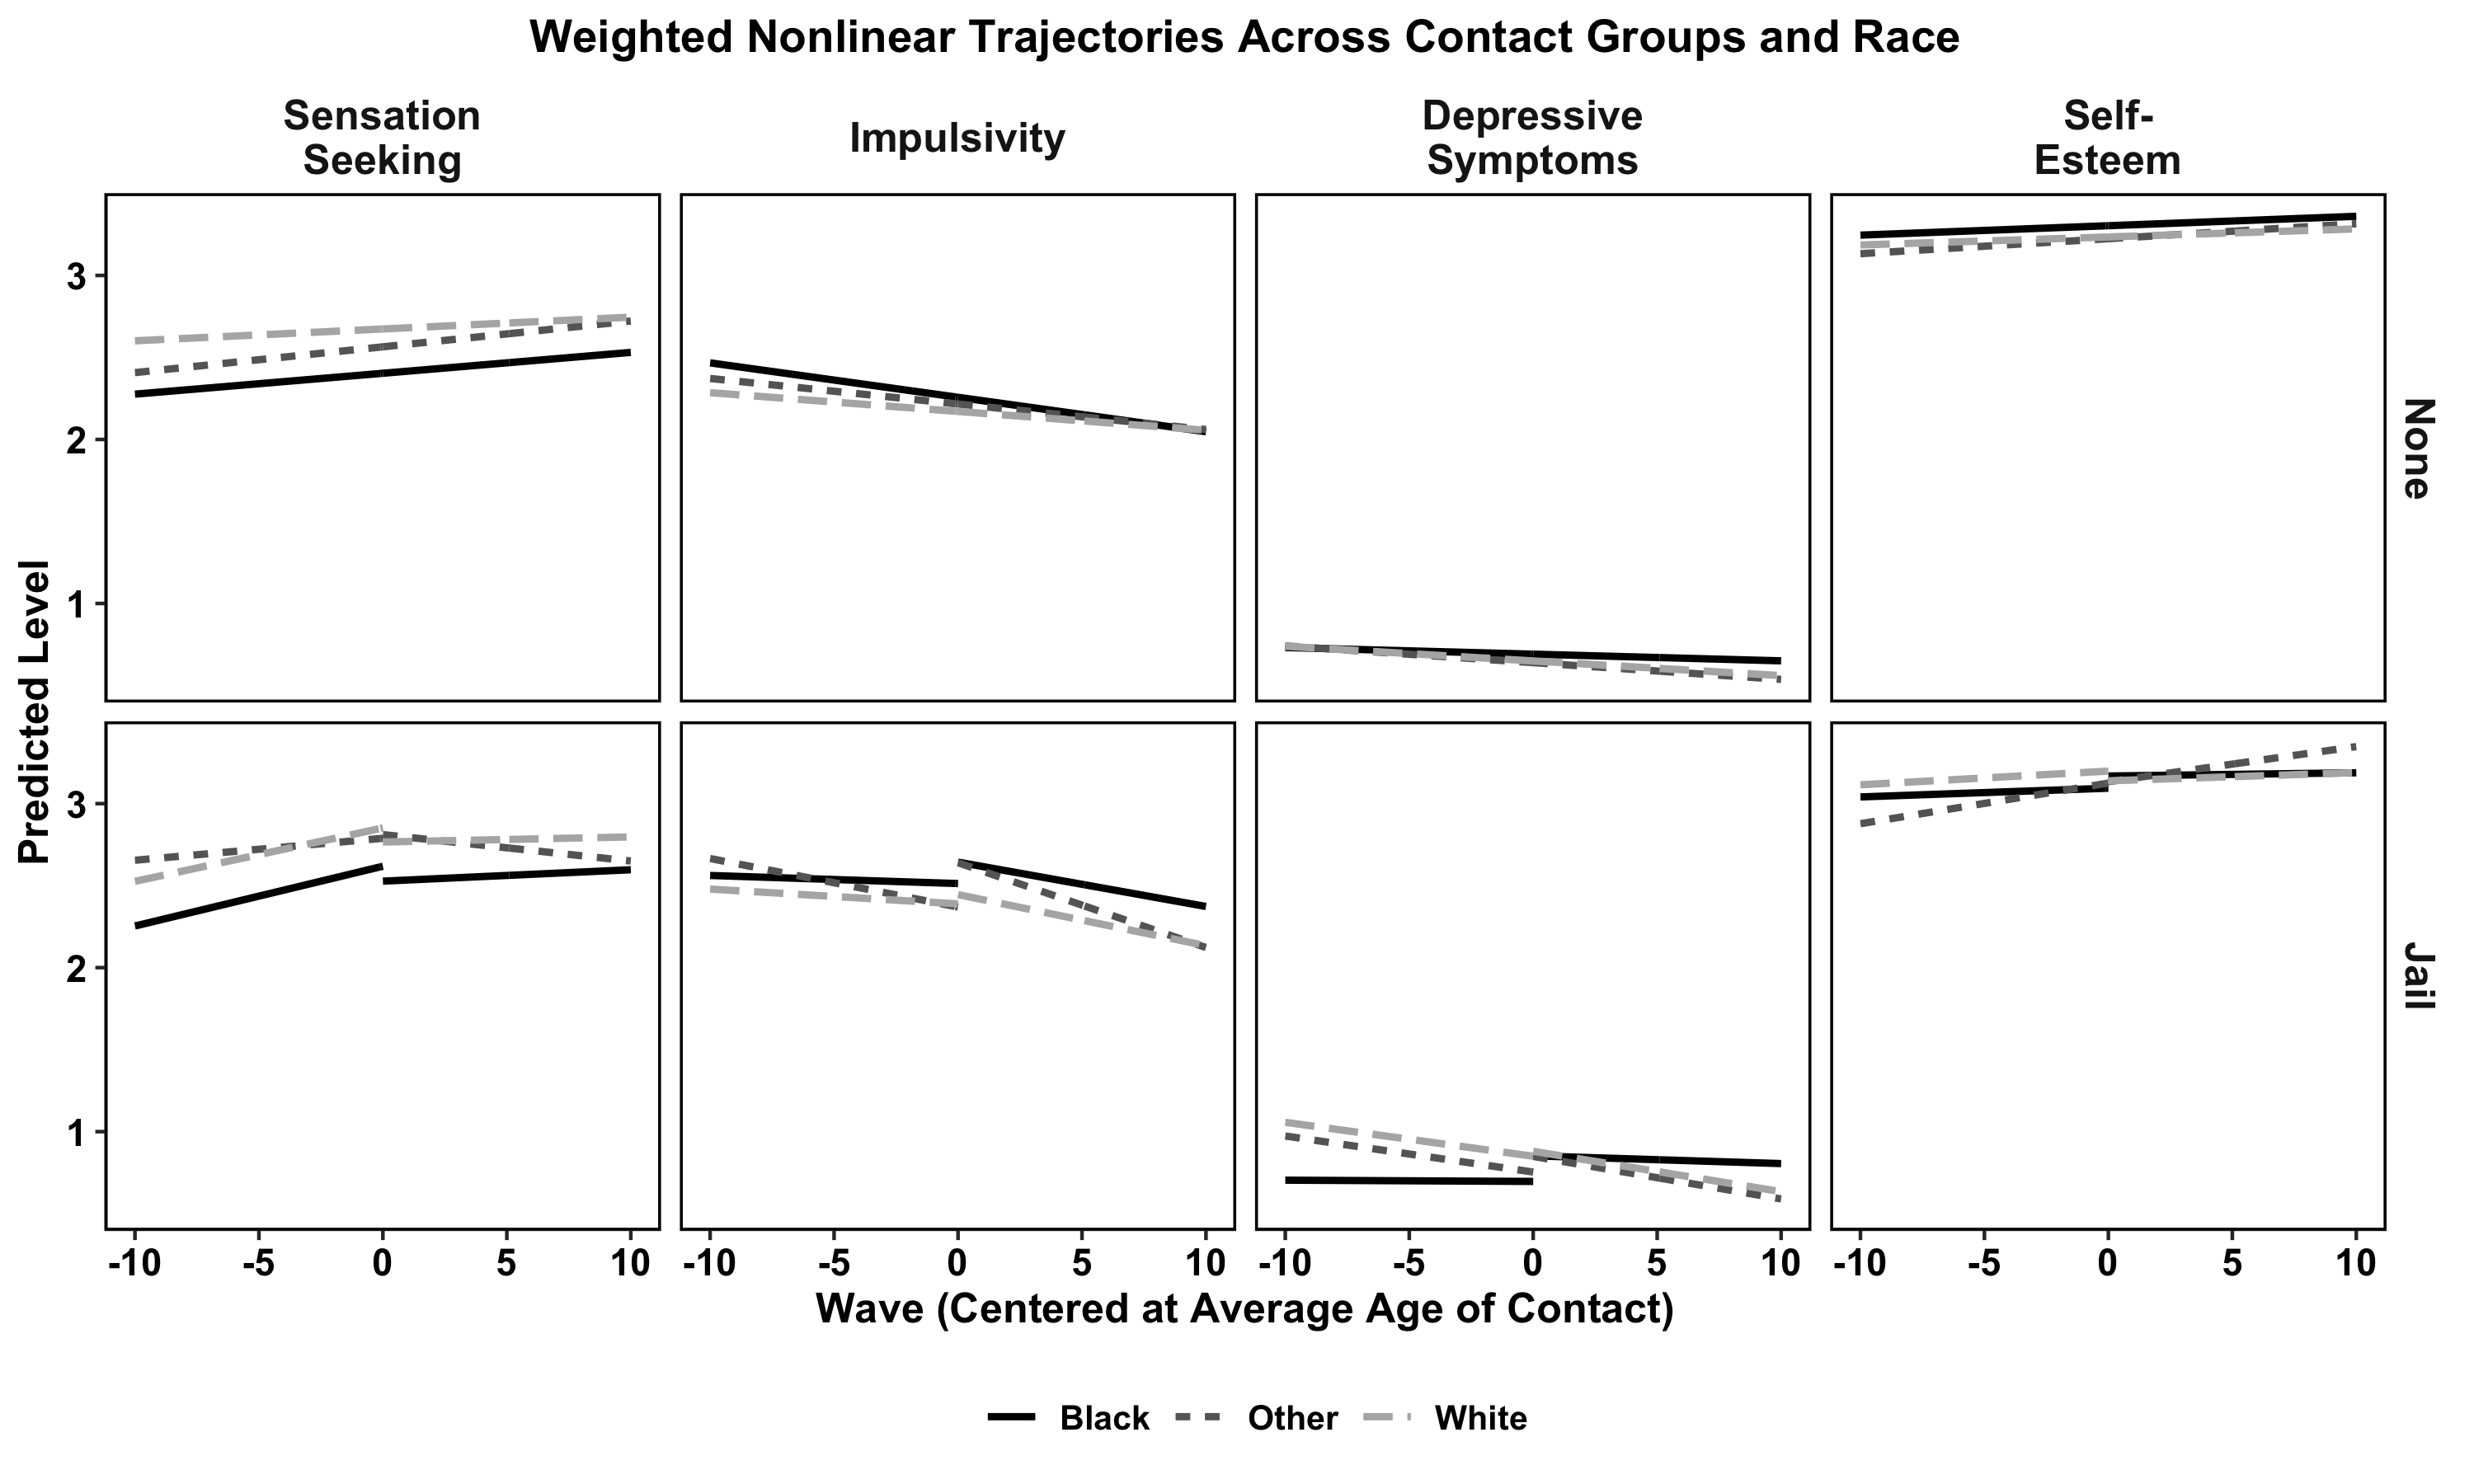 Weighted Nonlinear Trajectories Across Contact Groups and Race
Sensation
Seeking
Impulsivity
Depressive
Symptoms
Self-
Esteem
Predicted Level
3
2
1
None
3
2
1
Jail
-10 -5 0 5 10 -10 -5 0 5 10 -10 -5 0 5 10 -10 -5 0 5 10
Wave (Centered at Average Age of Contact)
Black Other White